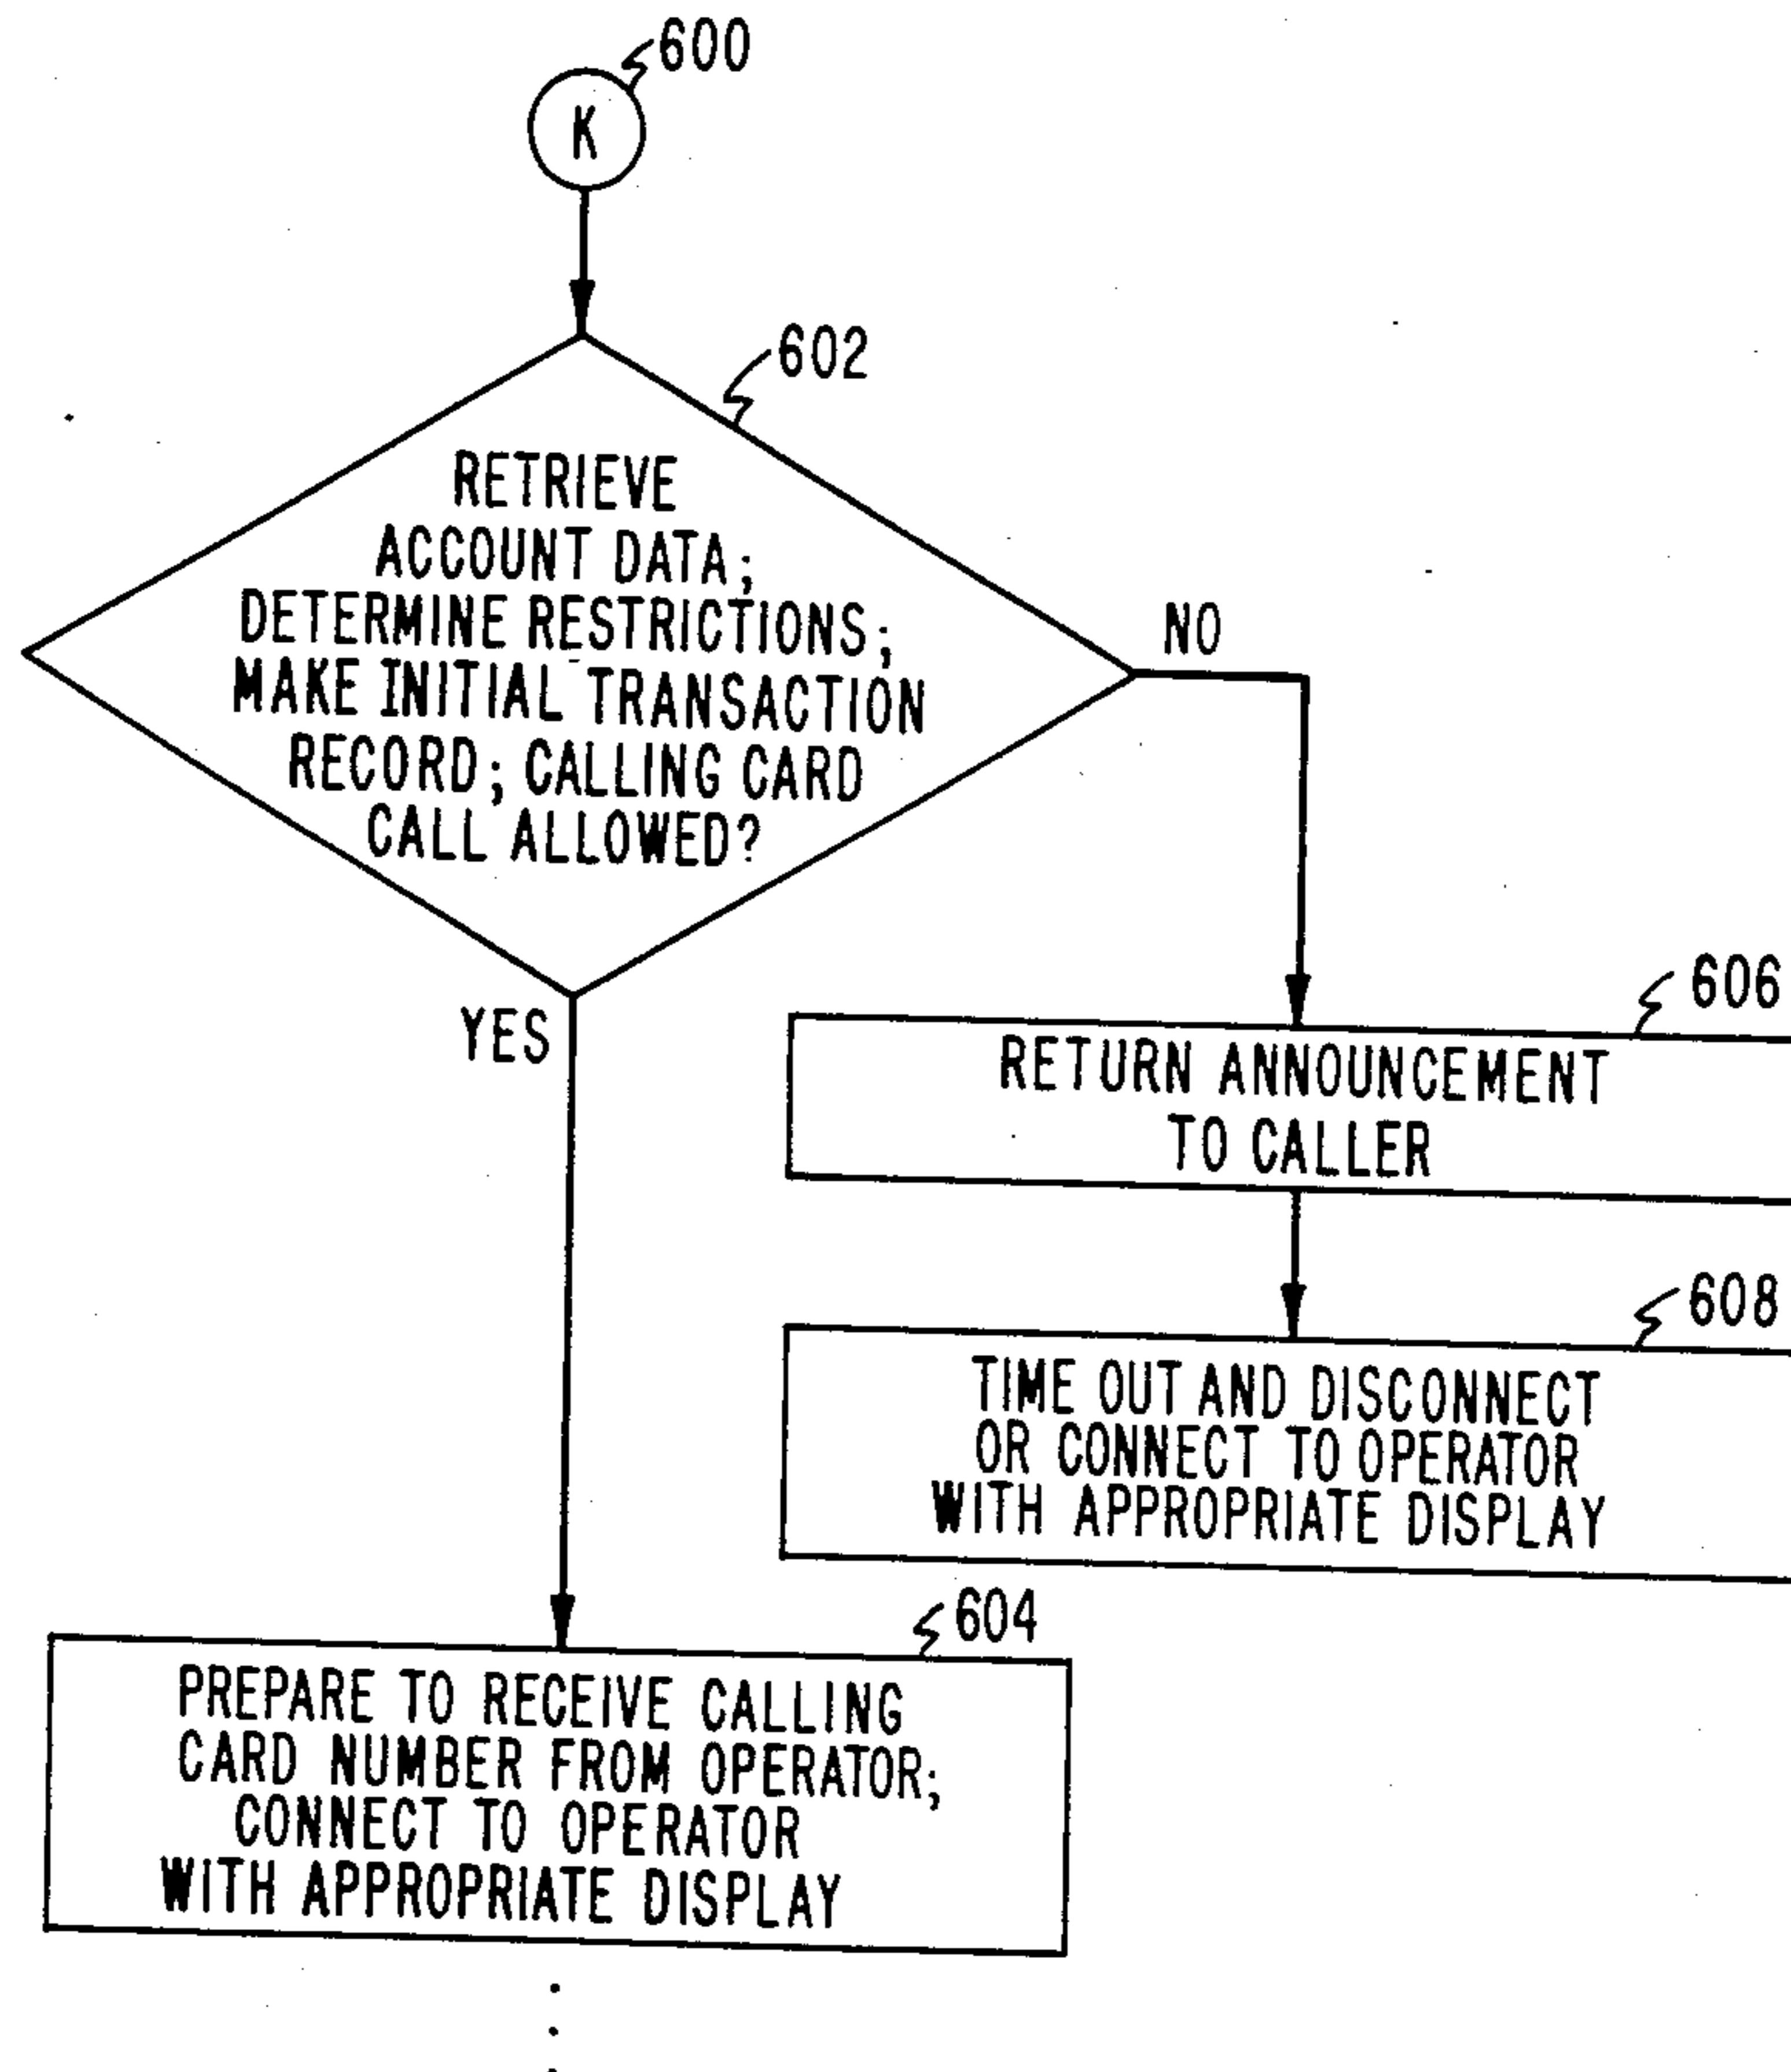 600
K
602
RETRIEVE
ACCOUNT DATA;
DETERMINE RESTRICTIONS;
MAKE INITIAL TRANSACTION
RECORD; CALLING CARD
CALL ALLOWED?
NO
YES
606
RETURN ANNOUNCEMENT
TO CALLER
608
TIME OUT AND DISCONNECT
OR CONNECT TO OPERATOR
WITH APPROPRIATE DISPLAY
604
PREPARE TO RECEIVE CALLING
CARD NUMBER FROM OPERATOR;
CONNECT TO OPERATOR
WITH APPROPRIATE DISPLAY